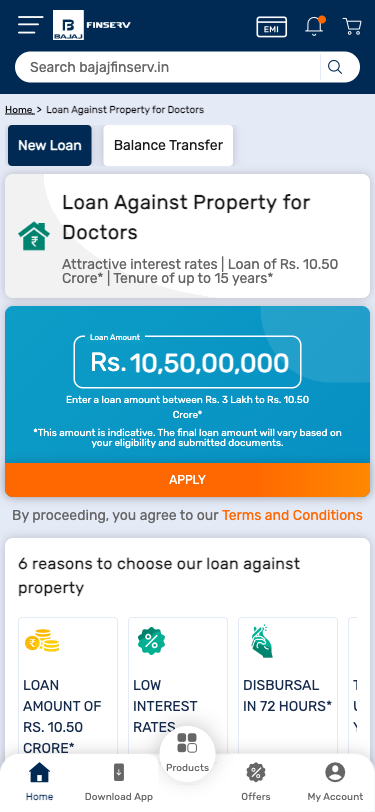 BAJAJ
FINSERV
EMI
Search bajajfinserv.in
Home > Loan Against Property for Doctors
New Loan
Balance Transfer
Loan Against Property for
Doctors
Attractive interest rates | Loan of Rs. 10.50
Crore* | Tenure of up to 15 years*
Loan Amount
Rs. 10,50,00,000
Enter a loan amount between Rs. 3 Lakh to Rs. 10.50
Crore*
*This amount is indicative. The final loan amount will vary based on
your eligibility and submitted documents.
APPLY
By proceeding, you agree to our Terms and Conditions
6 reasons to choose our loan against
property
LOAN
AMOUNT OF
RS. 10.50
CRORE*
LOW
INTEREST
RATES
DISBURSAL
IN 72 HOURS*
Home
Download App
Products
Offers
My Account